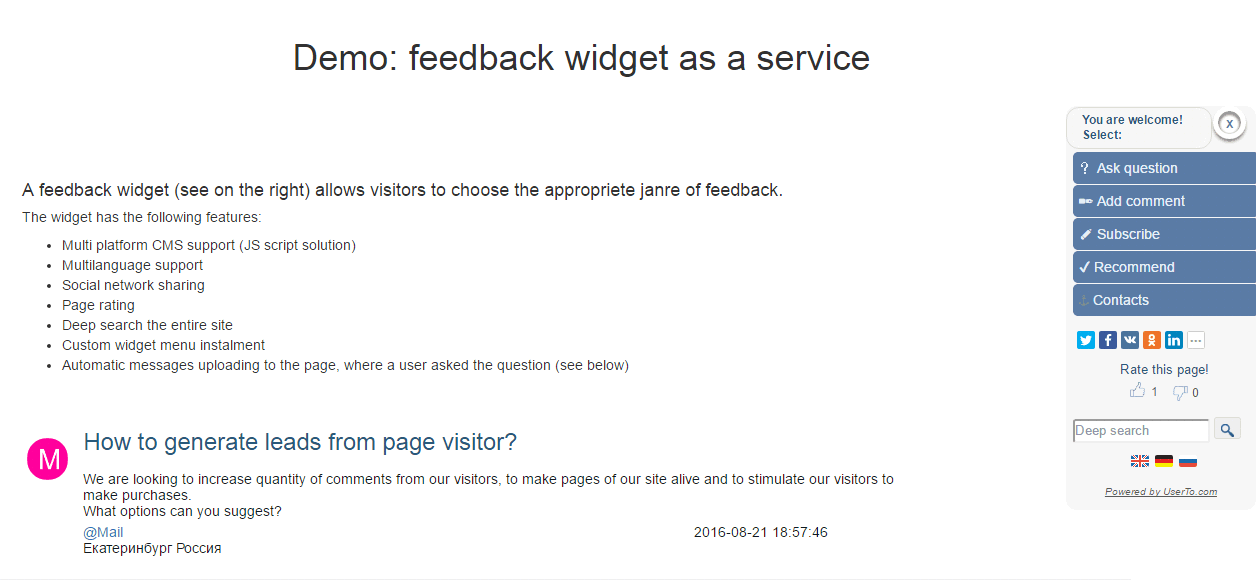 Demo: feedback widget as a service
You are welcome!
Select:
x
? Ask question
Add comment
Subscribe
Recommend
Contacts
Rate this page!
1
0
Deep search
Powered by UserTo.com
A feedback widget (see on the right) allows visitors to choose the appropriete janre of feedback.
The widget has the following features:
• Multi platform CMS support (JS script solution)
• Multilanguage support
• Social network sharing
• Page rating
• Deep search the entire site
• Custom widget menu instalment
• Automatic messages uploading to the page, where a user asked the question (see below)
M
How to generate leads from page visitor?
We are looking to increase quantity of comments from our visitors, to make pages of our site alive and to stimulate our visitors to
make purchases.
What options can you suggest?
@Mail 2016-08-21 18:57:46
Екатеринбург Россия